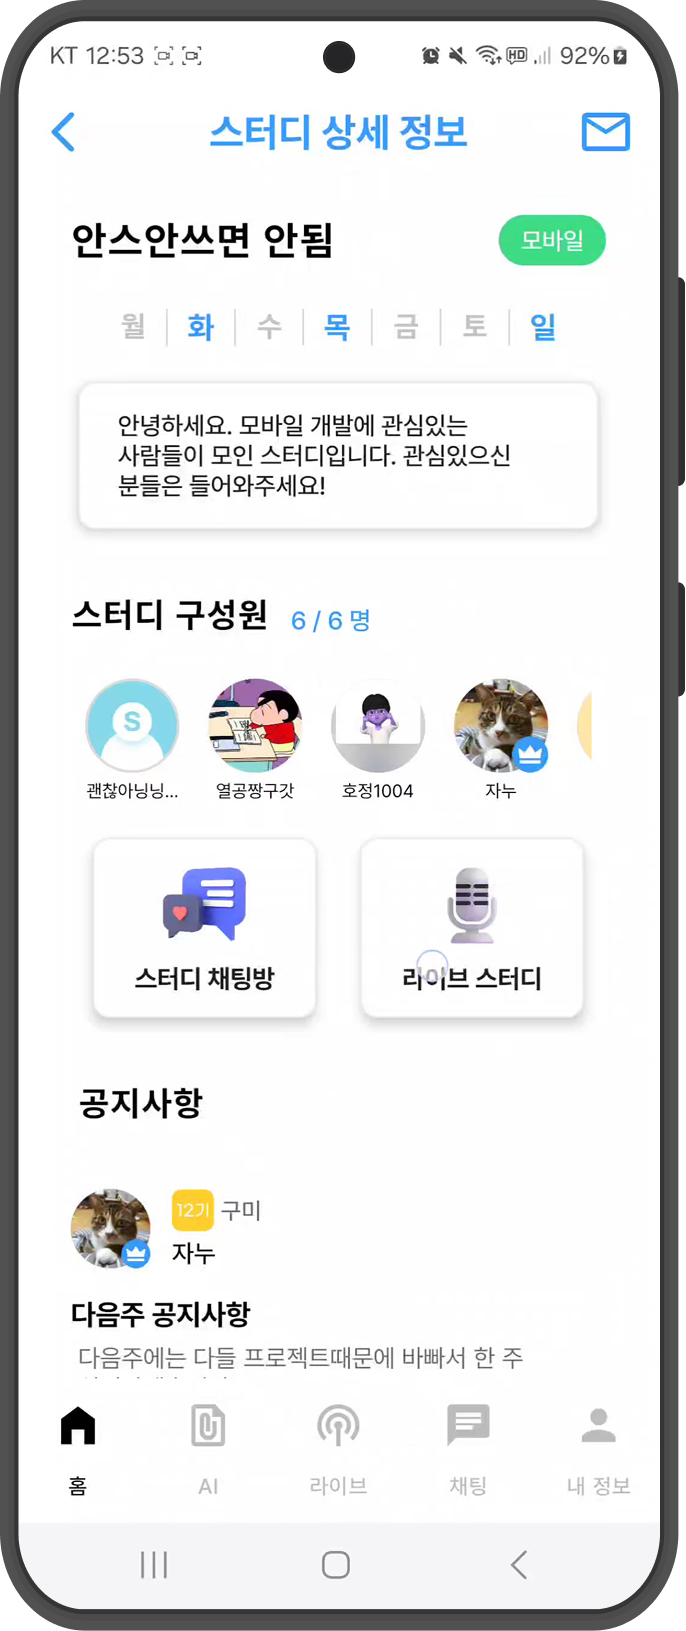 KT 12:53 HD 92%
스터디 상세 정보
안스안쓰면 안됨
모바일
월 화 수 목 금 토 일
안녕하세요. 모바일 개발에 관심있는
사람들이 모인 스터디입니다. 관심있으신
분들은 들어와주세요!
스터디 구성원 6 / 6 명
S
괜찮아닝닝... 열공짱구갓 호정1004 자누
스터디 채팅방 라이브 스터디
공지사항
12기 구미
자누
다음주 공지사항
다음주에는 다들 프로젝트때문에 바빠서 한 주
홈 AI 라이브 채팅 내 정보